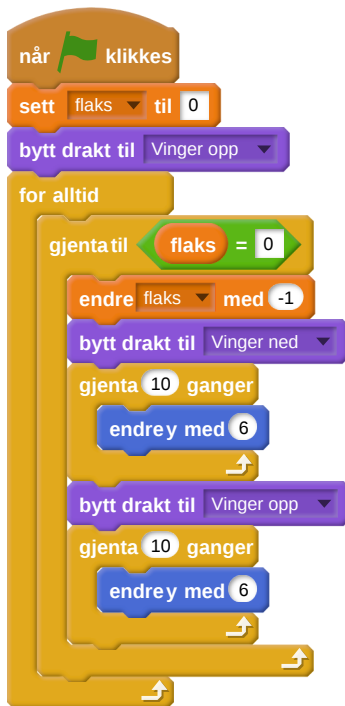 når klikkes
sett flaks til 0
bytt drakt til Vinger opp
for alltid
gjenta til flaks = 0
endre flaks med -1
bytt drakt til Vinger ned
gjenta 10 ganger
endre y med 6
bytt drakt til Vinger opp
gjenta 10 ganger
endre y med 6